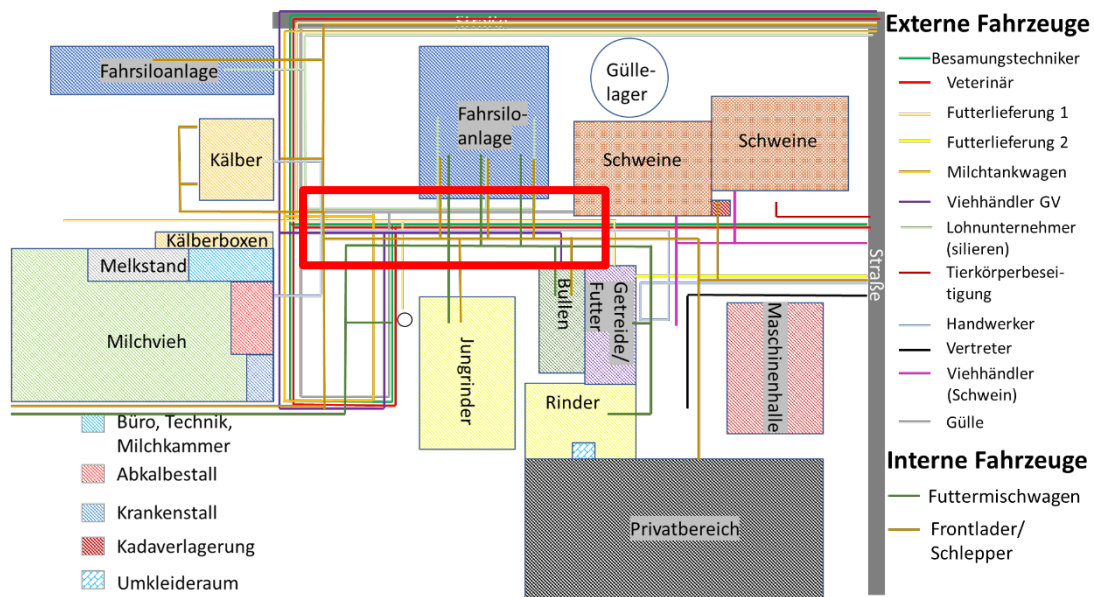 Straße
Externe Fahrzeuge
Besamungstechniker
Veterinär
Futterlieferung 1
Futterlieferung 2
Milchtankwagen
Viehhändler GV
Lohnunternehmer
(silieren)
Tierkörperbesei-
tigung
Handwerker
Vertreter
Viehhändler
(Schwein)
Gülle
Interne Fahrzeuge
Futtermischwagen
Frontlader/
Schlepper
Fahrsiloanlage
Fahrsilo-
anlage
Gülle-
lager
Schweine
Schweine
Kälber
Kälberboxen
Melkstand
Milchvieh
Jungrinder
Bullen
Getreide/
Futter
Rinder
Maschinenhalle
Straße
Privatbereich
Büro, Technik,
Milchkammer
Abkalbestall
Krankenstall
Kadaverlagerung
Umkleideraum